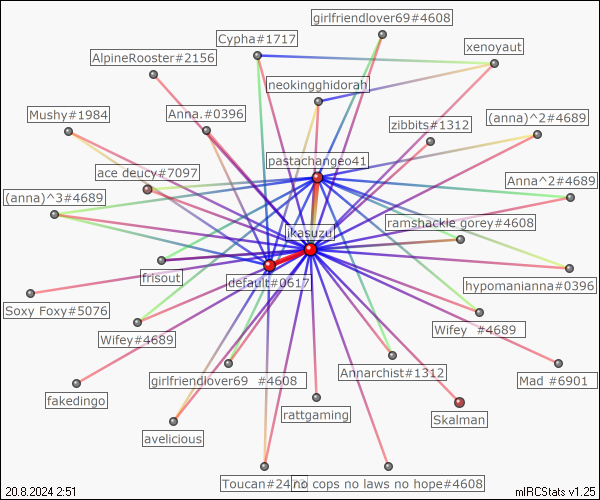 girlfriendlover69#4608
Cypha#1717
xenoyaut
AlpineRooster#2156
neokingghidorah
Mushy#1984
Anna.#0396
zibbits#1312
(anna)^2#4689
pastachangeo41
ace deucy#7097
Anna^2#4689
(anna)^3#4689
ramshackle gorey#4608
ikasuzu
frisout
default#0617
hypomanianna#0396
Soxy Foxy#5076
Wifey #4689
Wifey#4689
Annarchist#1312
girlfriendlover69 #4608
Mad #6901
fakedingo
rattgaming
Skalman
avelicious
Toucan#24
no cops no laws no hope#4608
20.8.2024 2:51
mIRCStats v1.25